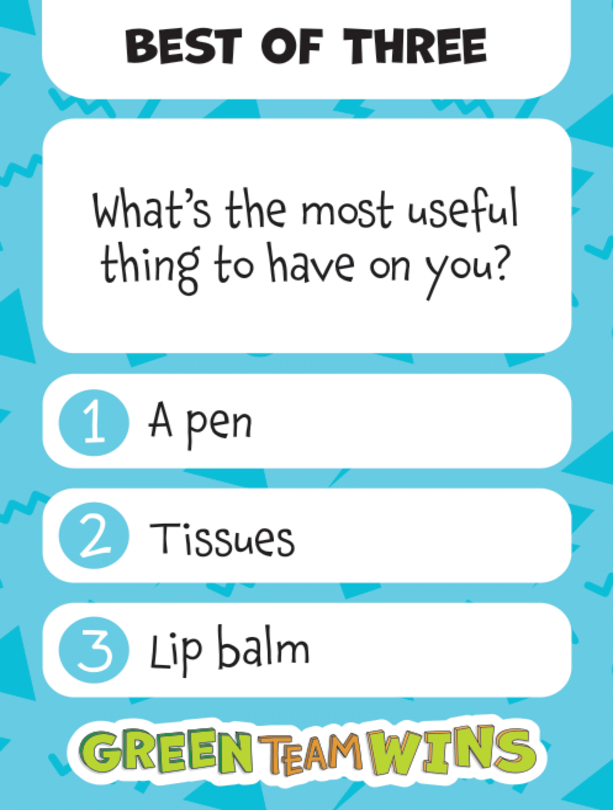 BEST OF THREE
What's the most useful
thing to have on you?
1 A pen
2 Tissues
3 Lip balm
GREEN TEAM WINS